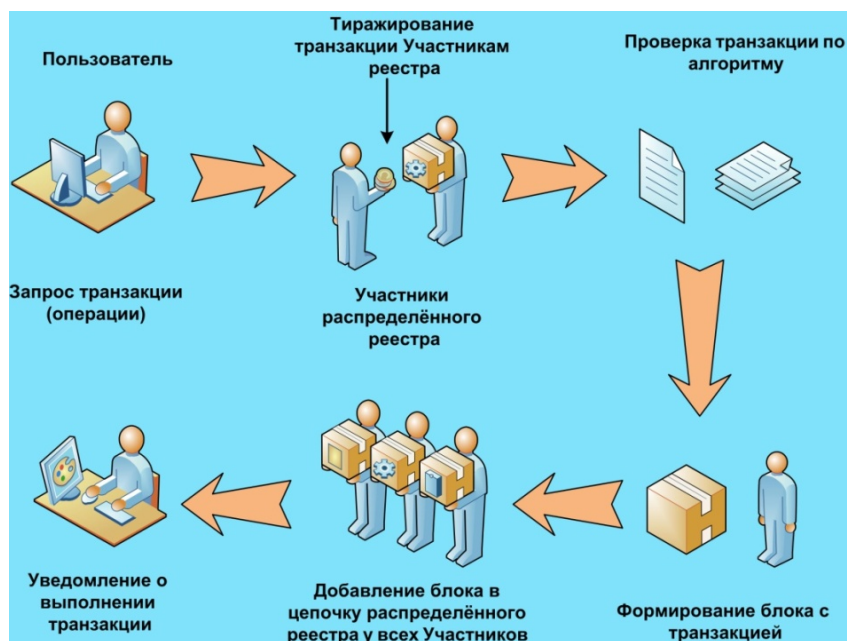 Пользователь
Тиражирование
транзакции Участникам
реестра
Проверка транзакции по
алгоритму
Запрос транзакции
(операции)
Участники
распределённого
реестра
Уведомление о
выполнении
транзакции
Добавление блока в
цепочку распределённого
реестра у всех Участников
Формирование блока с
транзакцией